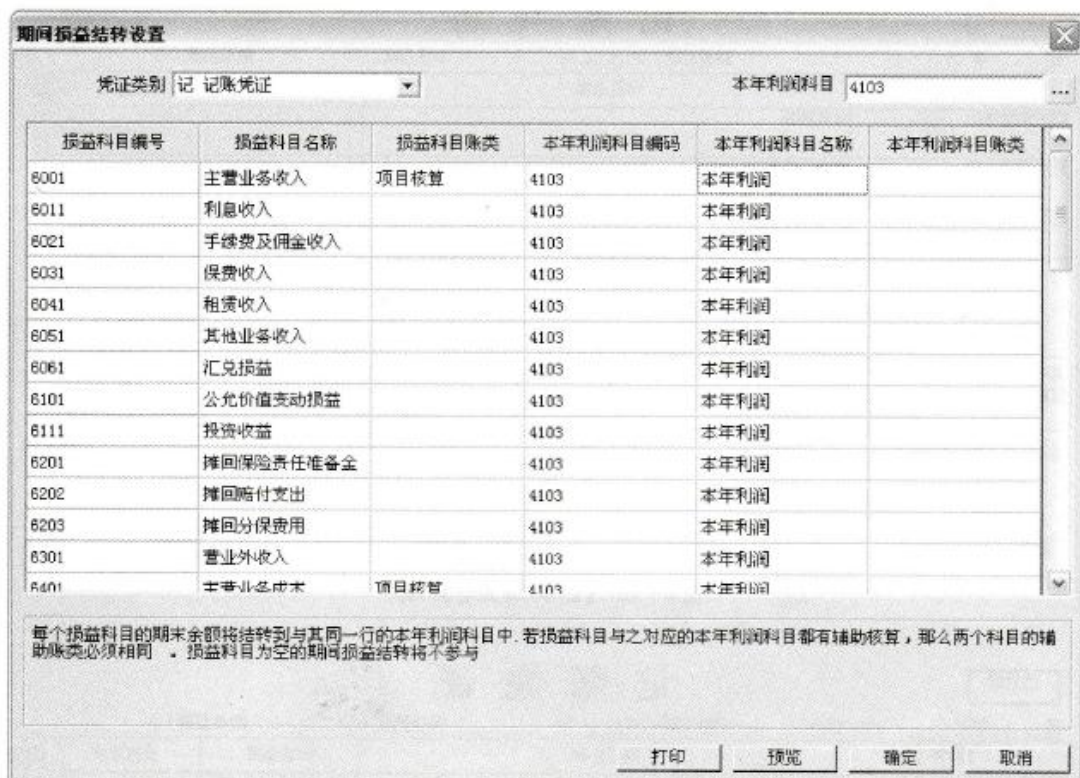 期间损益结转设置
凭证类别 记 记账凭证 本年利润科目 4103 ...
损益科目编号 损益科目名称 损益科目账类 本年利润科目编码 本年利润科目名称 本年利润科目账类
6001 主营业务收入 项目核算 4103 本年利润
6011 利息收入 4103 本年利润
6021 手续费及佣金收入 4103 本年利润
6031 保费收入 4103 本年利润
6041 租赁收入 4103 本年利润
6051 其他业务收入 4103 本年利润
6061 汇兑损益 4103 本年利润
6101 公允价值变动损益 4103 本年利润
6111 投资收益 4103 本年利润
6201 摊回保险责任准备金 4103 本年利润
6202 摊回赔付支出 4103 本年利润
6203 摊回分保费用 4103 本年利润
6301 营业外收入 4103 本年利润
6401 主营业务成本 项目核算 4103 本年利润
每个损益科目的期末余额将结转到与其同一行的本年利润科目中.若损益科目与之对应的本年利润科目都有辅助核算，那么两个科目的辅
助账类必须相同 。损益科目为空的期间损益结转将不参与
打印 预览 确定 取消